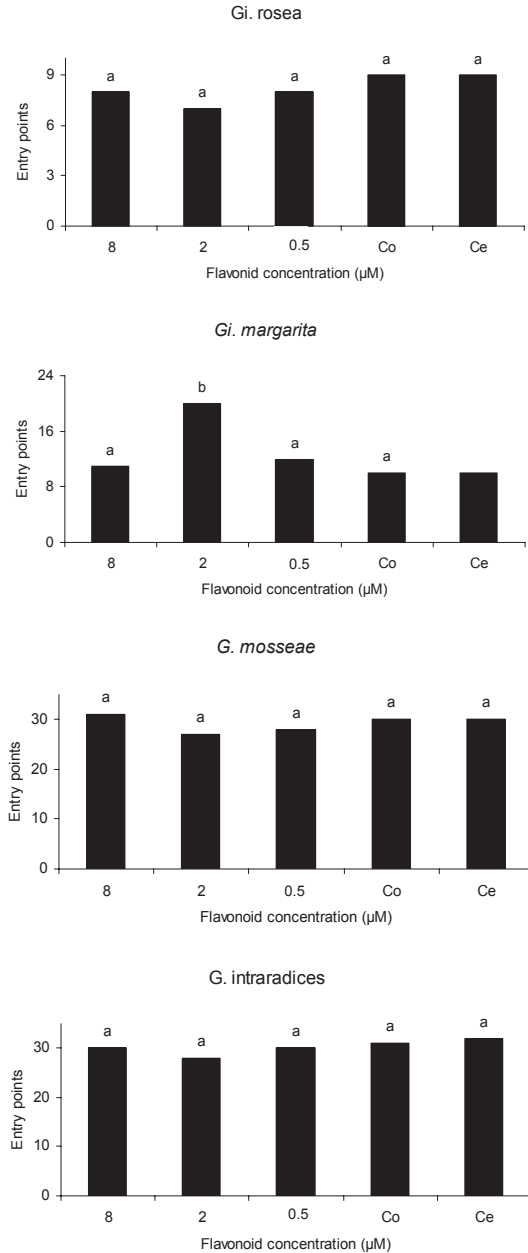 Gi. rosea
9
6
3
0
Entry points
a a a a a
8 2 0.5 Co Ce
Flavonid concentration (µM)
Gi. margarita
24
16
8
0
Entry points
a b a a
8 2 0.5 Co Ce
Flavonoid concentration (µM)
G. mosseae
30
20
10
0
Entry points
a a a a a
8 2 0.5 Co Ce
Flavonoid concentration (µM)
G. intraradices
30
20
10
0
Entry points
a a a a a
8 2 0.5 Co Ce
Flavonoid concentration (µM)